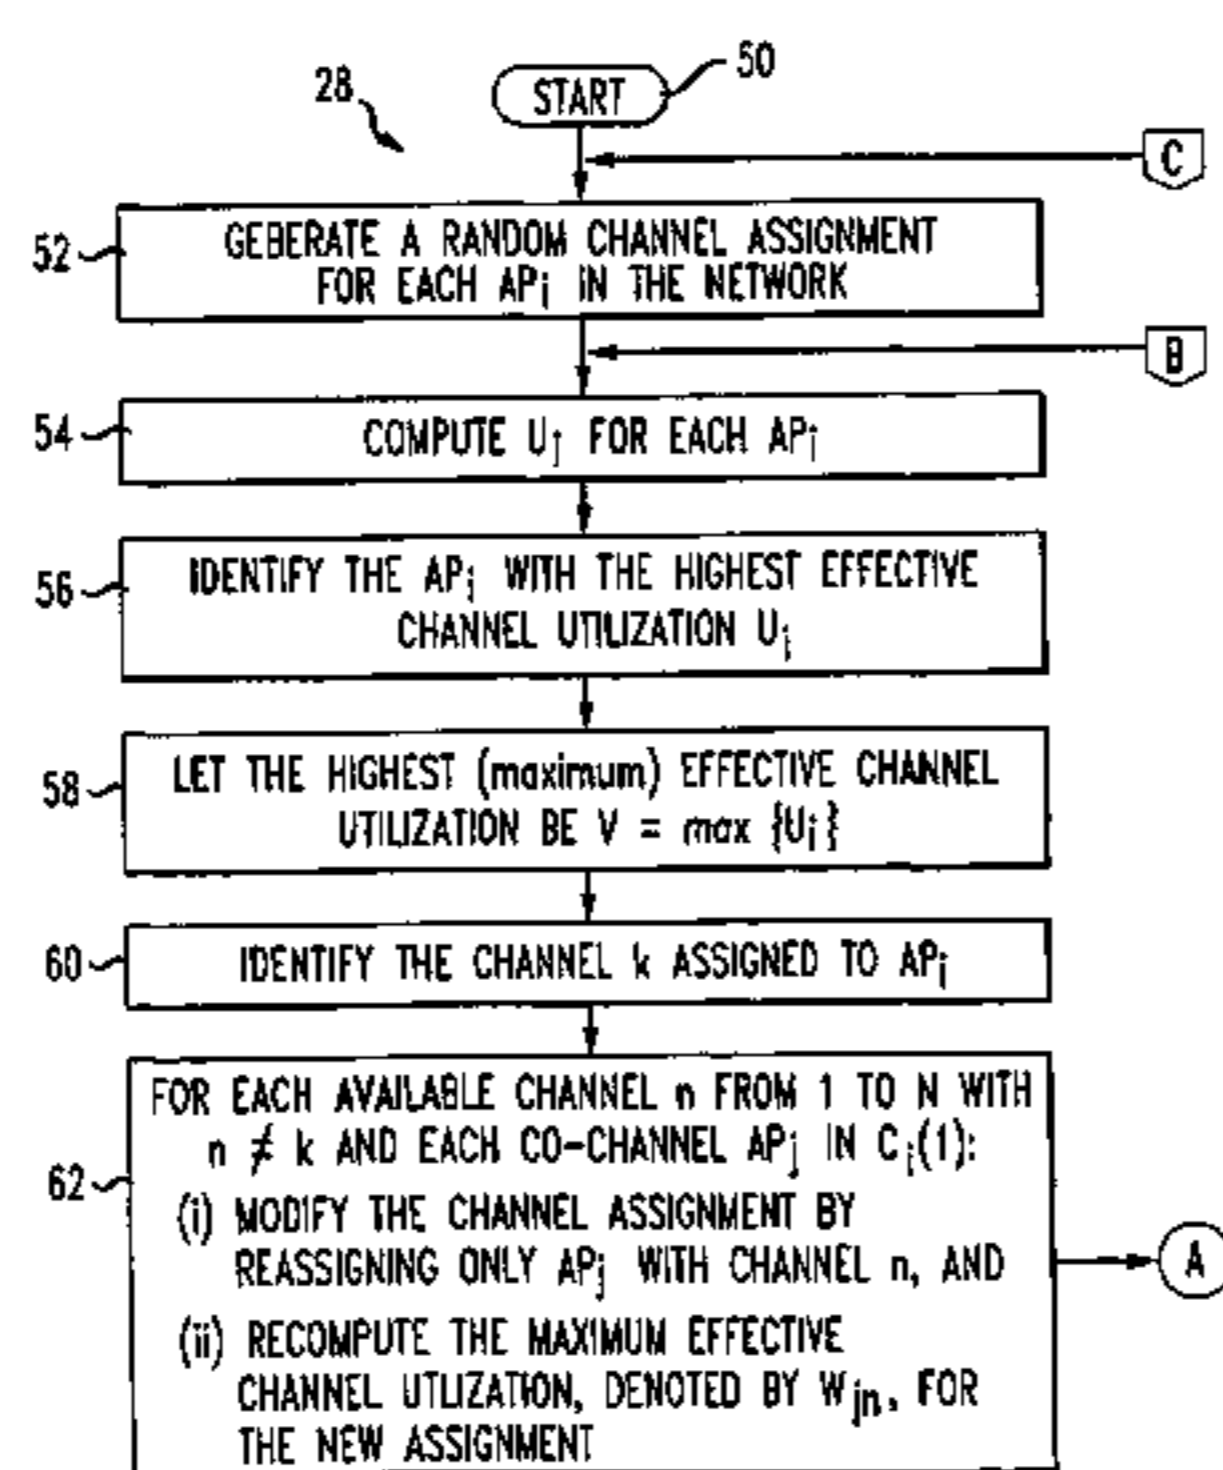 28
START
50
C
52
GEBERATE A RANDOM CHANNEL ASSIGNMENT
FOR EACH APi IN THE NETWORK
B
54
COMPUTE Ui FOR EACH APi
56
IDENTIFY THE APi WITH THE HIGHEST EFFECTIVE
CHANNEL UTILIZATION Ui
58
LET THE HIGHEST (maximum) EFFECTIVE CHANNEL
UTILIZATION BE V = max {Ui}
60
IDENTIFY THE CHANNEL k ASSIGNED TO APi
62
FOR EACH AVAILABLE CHANNEL n FROM 1 TO N WITH
n ≠ k AND EACH CO-CHANNEL APj IN Ci(1):
(i) MODIFY THE CHANNEL ASSIGNMENT BY
REASSIGNING ONLY APj WITH CHANNEL n, AND
A
(ii) RECOMPUTE THE MAXIMUM EFFECTIVE
CHANNEL UTLIZATION, DENOTED BY Wjn, FOR
THE NEW ASSIGNMENT